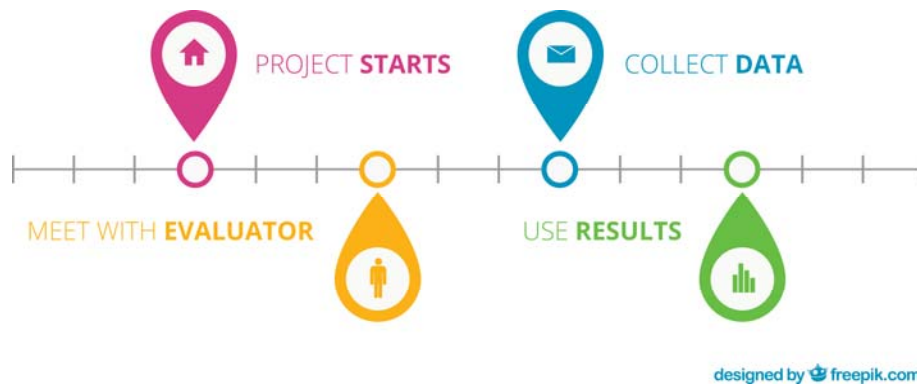 PROJECT STARTS
COLLECT DATA
MEET WITH EVALUATOR
USE RESULTS
designed by freepik.com